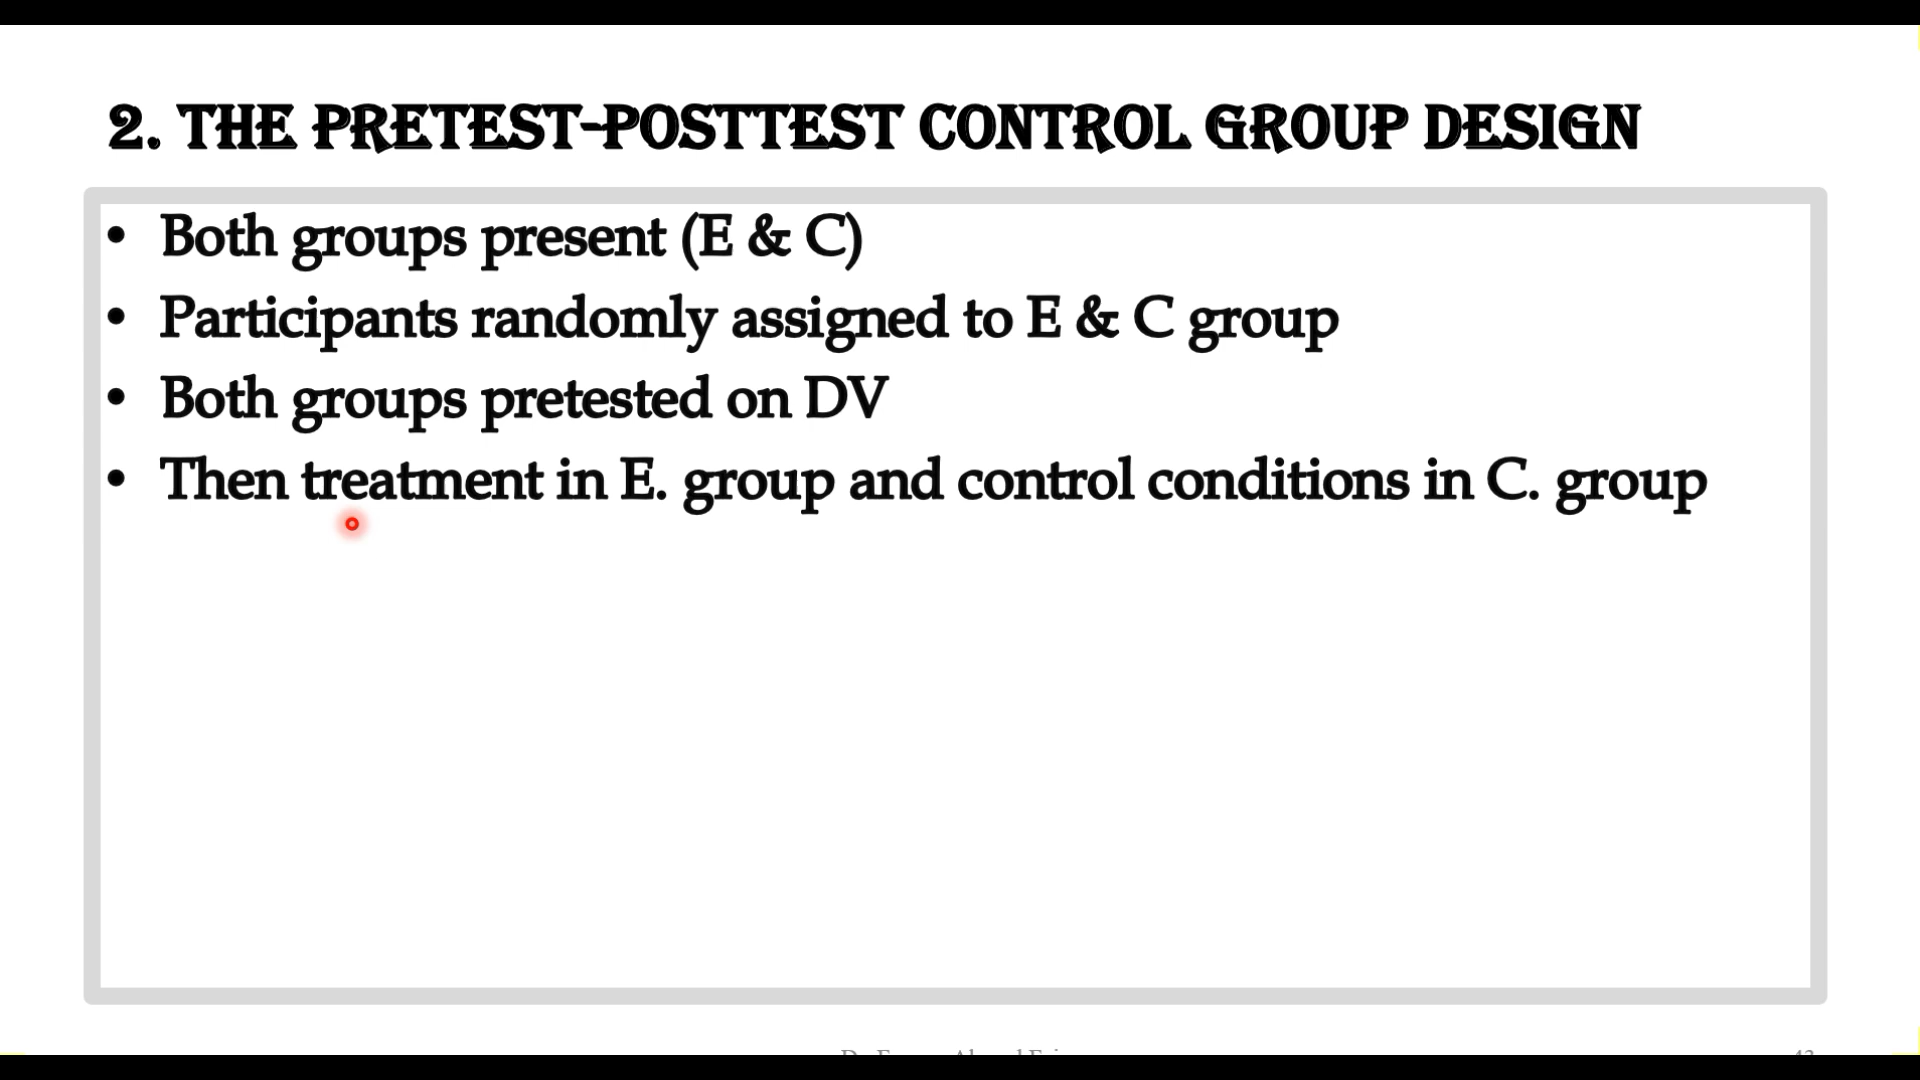 2. THE PRETEST-POSTTEST CONTROL GROUP DESIGN
• Both groups present (E & C)
• Participants randomly assigned to E & C group
• Both groups pretested on DV
• Then treatment in E. group and control conditions in C. group